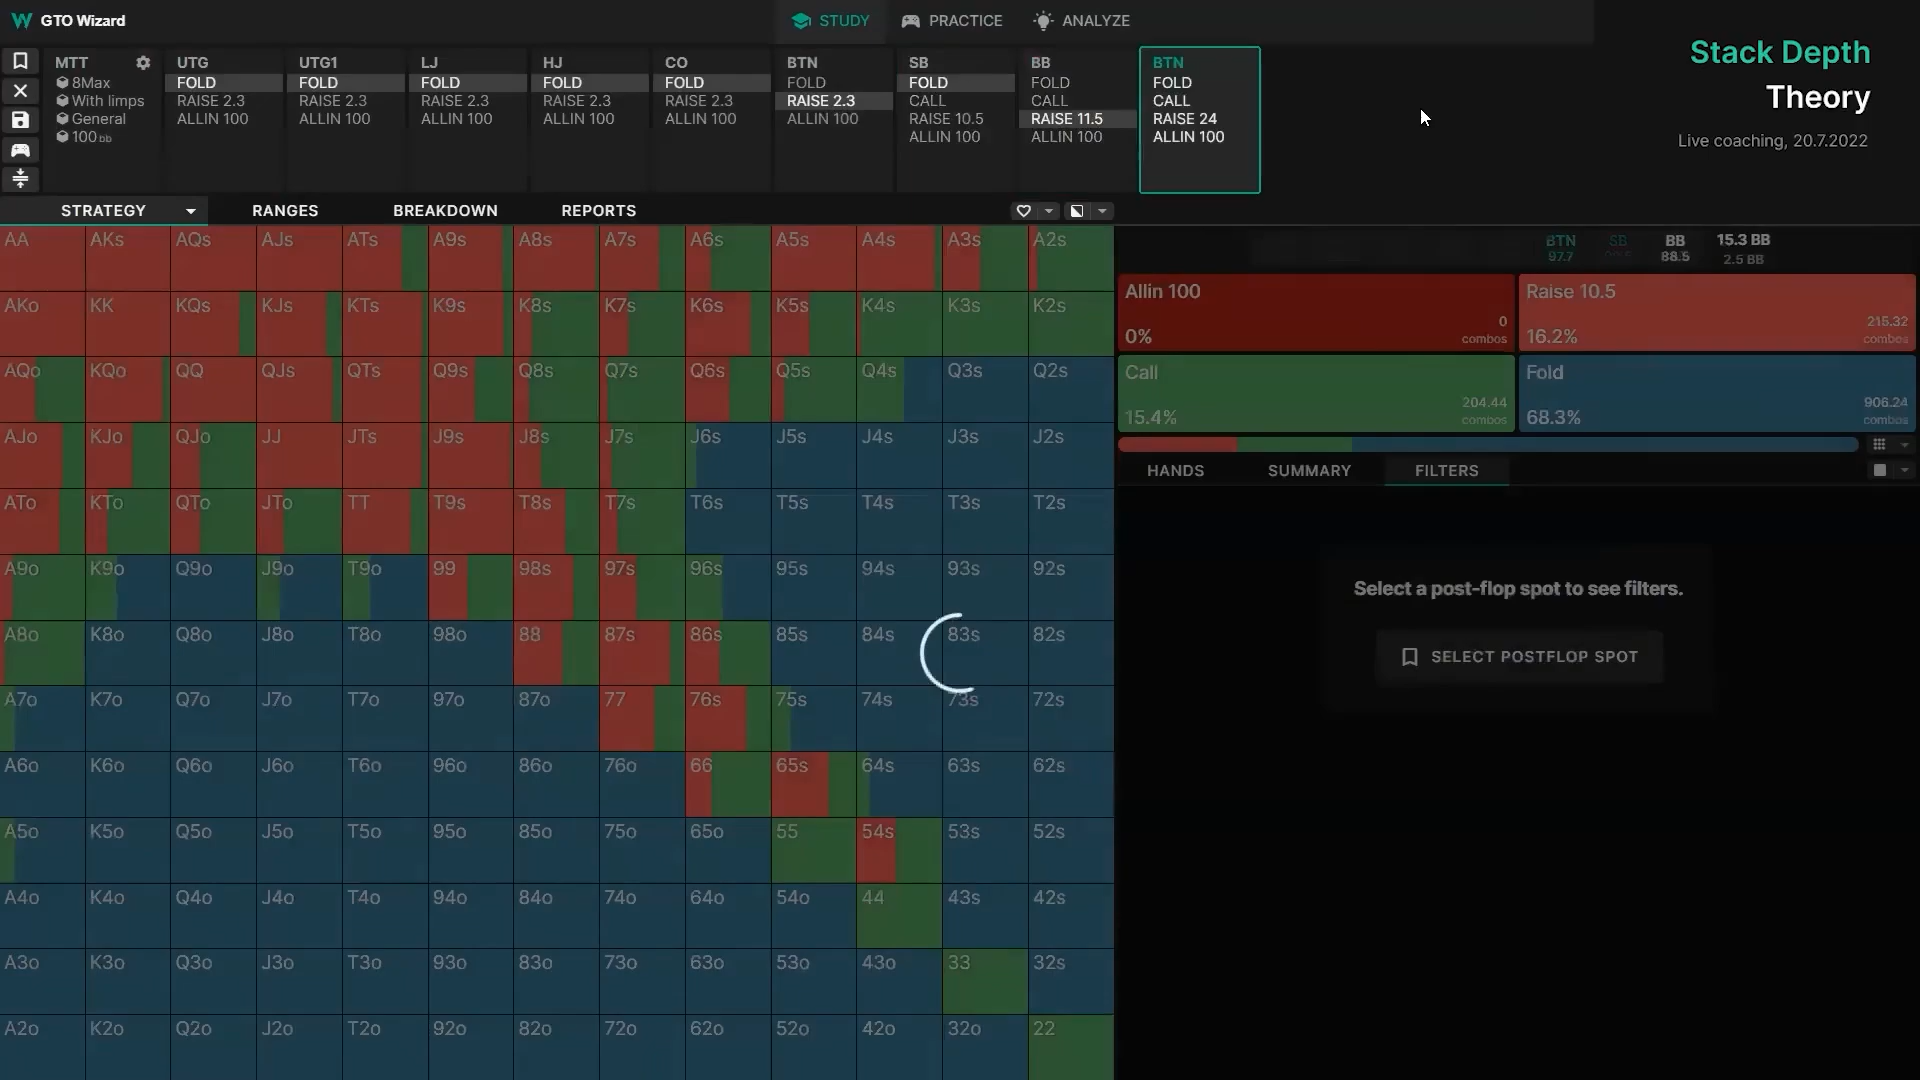 GTO Wizard
STUDY PRACTICE ANALYZE
Stack Depth
Theory
Live coaching, 20.7.2022
MTT
8Max
With limps
General
100bb
UTG
FOLD
RAISE 2.3
ALLIN 100
UTG1
FOLD
RAISE 2.3
ALLIN 100
LJ
FOLD
RAISE 2.3
ALLIN 100
HJ
FOLD
RAISE 2.3
ALLIN 100
CO
FOLD
RAISE 2.3
ALLIN 100
BTN
FOLD
RAISE 2.3
ALLIN 100
SB
FOLD
CALL
RAISE 10.5
ALLIN 100
BB
FOLD
CALL
RAISE 11.5
ALLIN 100
BTN
FOLD
CALL
RAISE 24
ALLIN 100
STRATEGY RANGES BREAKDOWN REPORTS
AA AKs AQs AJs ATs A9s A8s A7s A6s A5s A4s A3s A2s
AKo KK KQs KJs KTs K9s K8s K7s K6s K5s K4s K3s K2s
AQo KQo QQ QJs QTs Q9s Q8s Q7s Q6s Q5s Q4s Q3s Q2s
AJo KJo QJo JJ JTs J9s J8s J7s J6s J5s J4s J3s J2s
ATo KTo QTo JTo TT T9s T8s T7s T6s T5s T4s T3s T2s
A9o K9o Q9o J9o T9o 99 98s 97s 96s 95s 94s 93s 92s
A8o K8o Q8o J8o T8o 98o 88 87s 86s 85s 84s 83s 82s
A7o K7o Q7o J7o T7o 97o 87o 77 76s 75s 74s 73s 72s
A6o K6o Q6o J6o T6o 96o 86o 76o 66 65s 64s 63s 62s
A5o K5o Q5o J5o T5o 95o 85o 75o 65o 55 54s 53s 52s
A4o K4o Q4o J4o T4o 94o 84o 74o 64o 54o 44 43s 42s
A3o K3o Q3o J3o T3o 93o 83o 73o 63o 53o 43o 33 32s
A2o K2o Q2o J2o T2o 92o 82o 72o 62o 52o 42o 32o 22
BTN SB BB 15.3 BB
97.7 88.5 2.5 BB
Allin 100
0
0% combos
Raise 10.5
215.32
16.2% combos
Call
204.44
15.4% combos
Fold
906.24
68.3% combos
HANDS SUMMARY FILTERS
Select a post-flop spot to see filters.
SELECT POSTFLOP SPOT